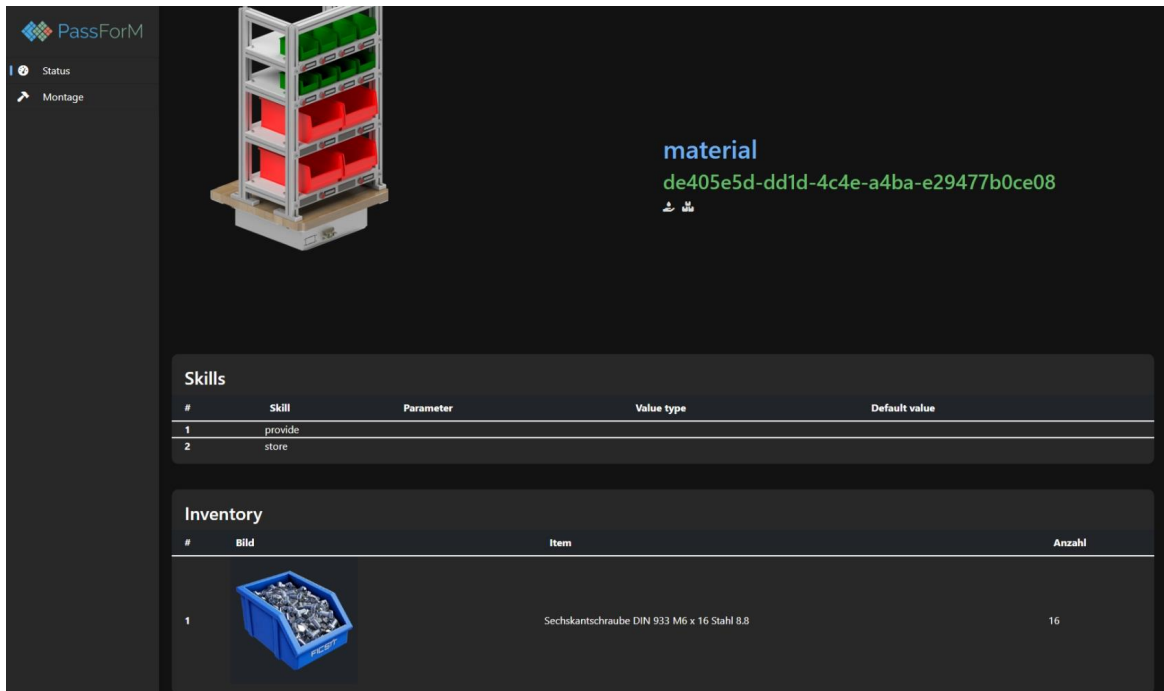 PassForM
Status
Montage
material
de405e5d-dd1d-4c4e-a4ba-e29477b0ce08
Skills
# Skill Parameter Value type Default value
1 provide
2 store
Inventory
# Bild Item Anzahl
1 Sechskantschraube DIN 933 M6 x 16 Stahl 8.8 16
FICSIT